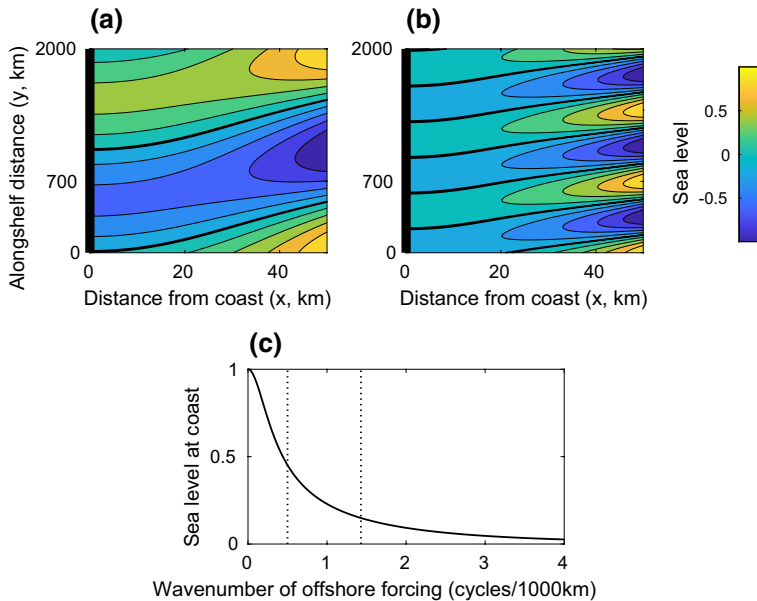 (a)
(b)
Alongshelf distance (y, km)
2000
700
0
0
20
40
Distance from coast (x, km)
2000
700
0
0
20
40
Distance from coast (x, km)
Sea level
0.5
0
-0.5
(c)
Sea level at coast
1
0.5
0
0
1
2
3
4
Wavenumber of offshore forcing (cycles/1000km)